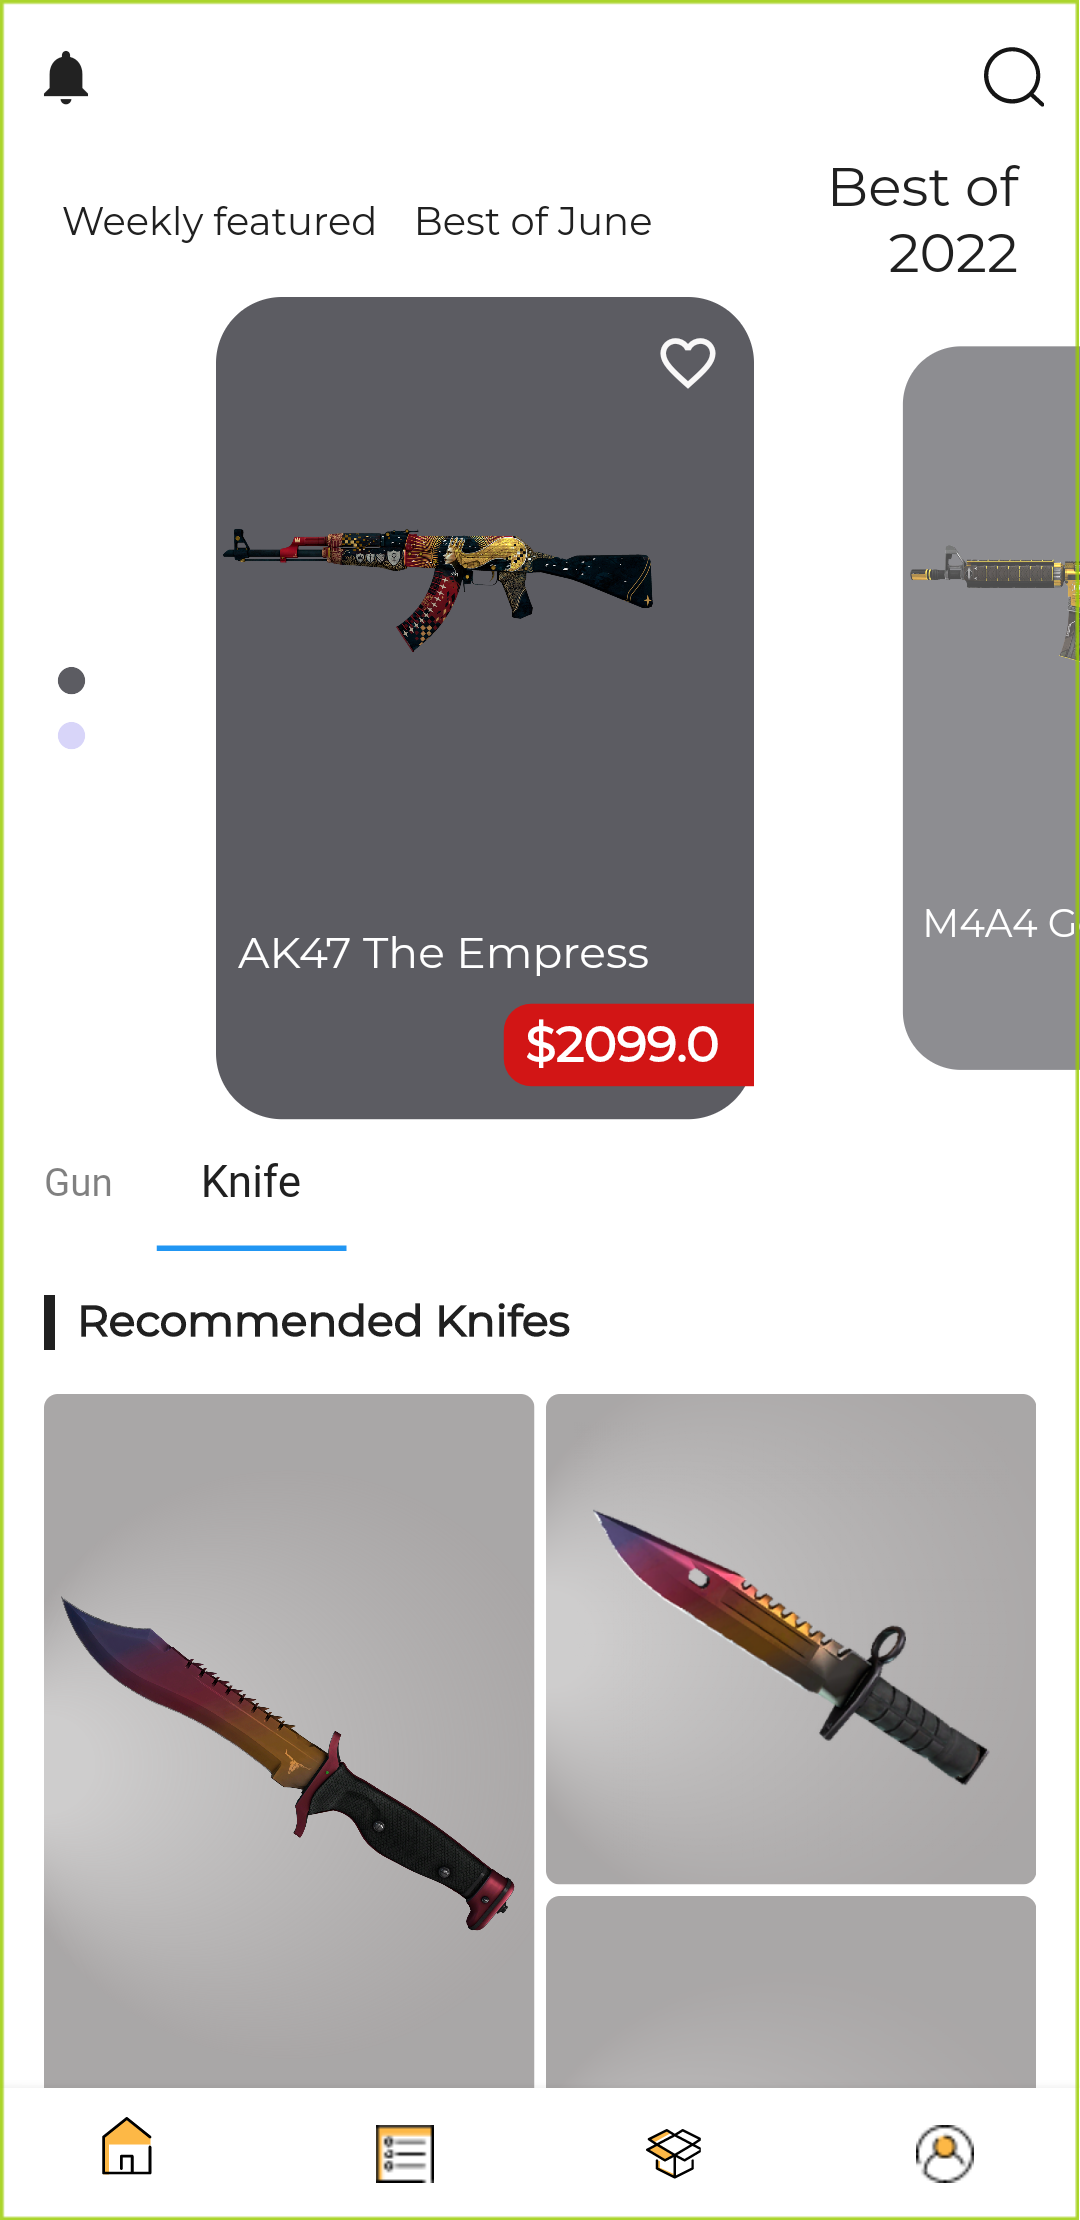 Weekly featured
Best of June
Best of
2022
AK47 The Empress
$2099.0
M4A4 G
Gun
Knife
Recommended Knifes